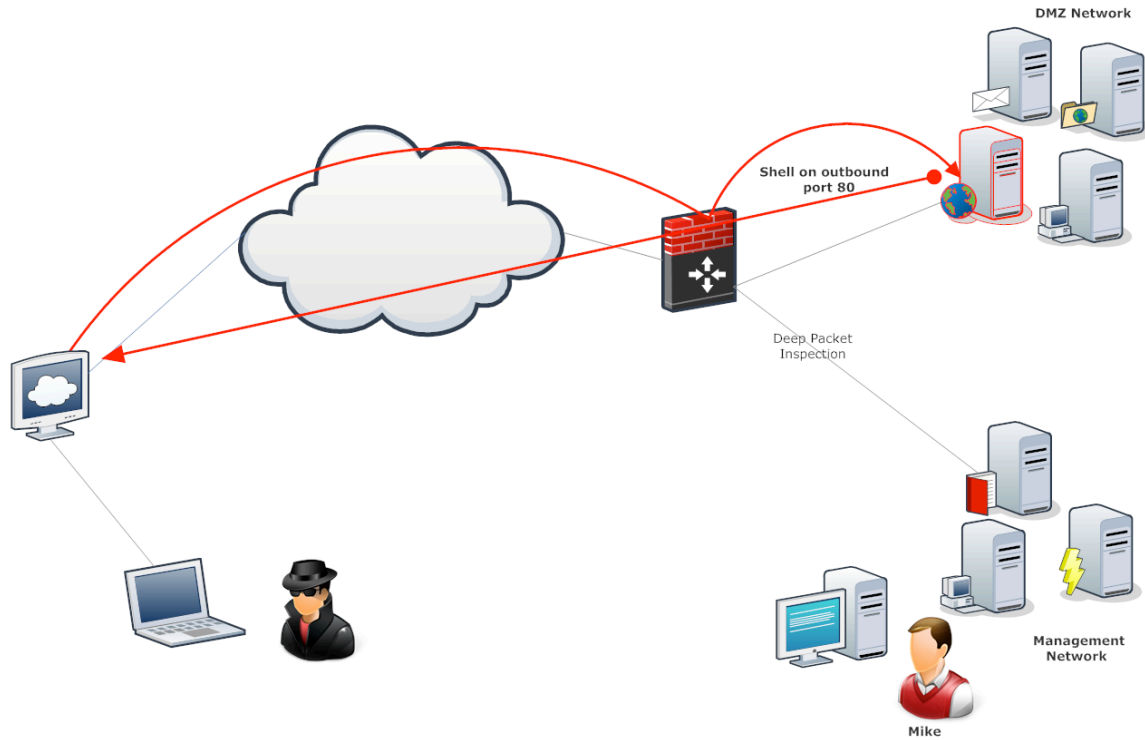 DMZ Network
Shell on outbound
port 80
Deep Packet
Inspection
Management
Network
Mike